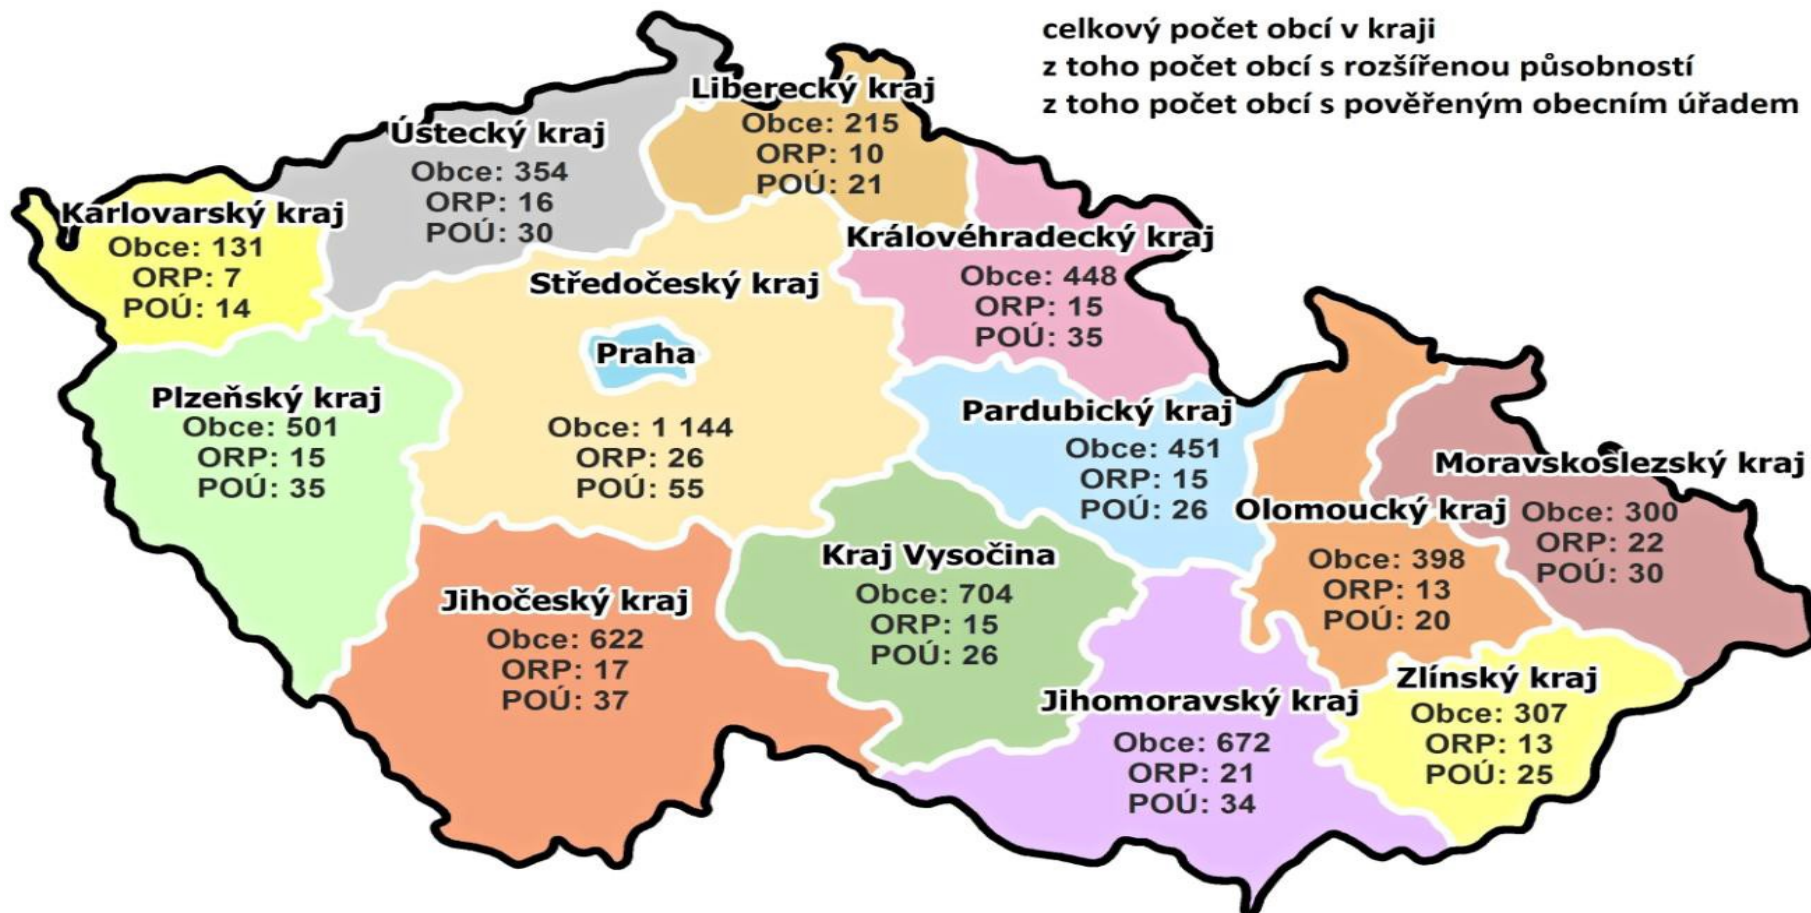 celkový počet obcí v kraji
z toho počet obcí s rozšířenou působností
z toho počet obcí s pověřeným obecním úřadem
Liberecký kraj
Obce: 215
ORP: 10
POÚ: 21
Ústecký kraj
Obce: 354
ORP: 16
POÚ: 30
Karlovarský kraj
Obce: 131
ORP: 7
POÚ: 14
Královéhradecký kraj
Obce: 448
ORP: 15
POÚ: 35
Středočeský kraj
Praha
Obce: 1 144
ORP: 26
POÚ: 55
Plzeňský kraj
Obce: 501
ORP: 15
POÚ: 35
Pardubický kraj
Obce: 451
ORP: 15
POÚ: 26
Moravskoslezský kraj
Obce: 300
ORP: 22
POÚ: 30
Olomoucký kraj
Obce: 398
ORP: 13
POÚ: 20
Kraj Vysočina
Obce: 704
ORP: 15
POÚ: 26
Jihočeský kraj
Obce: 622
ORP: 17
POÚ: 37
Jihomoravský kraj
Obce: 672
ORP: 21
POÚ: 34
Zlínský kraj
Obce: 307
ORP: 13
POÚ: 25